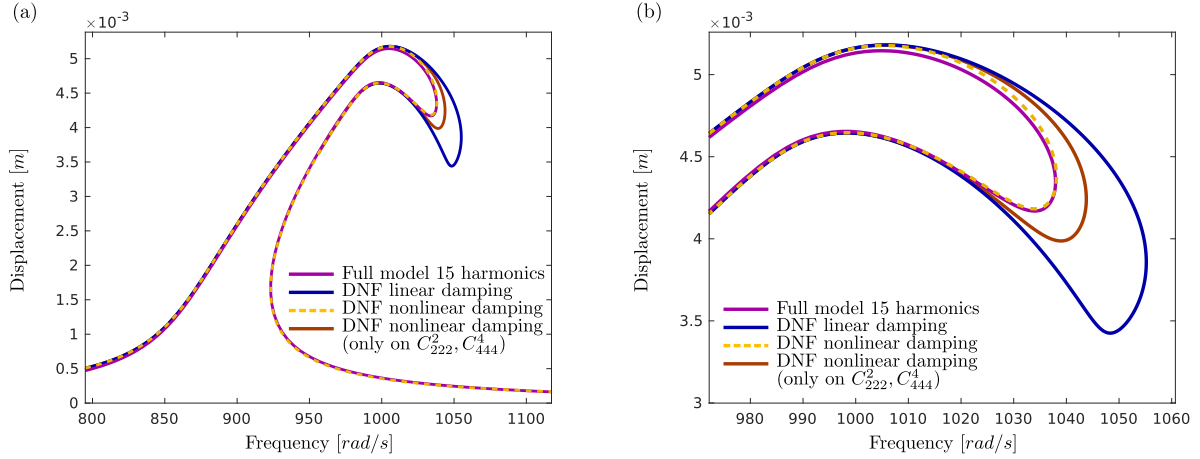 (a)
×10⁻³
5
4.5
4
3.5
3
2.5
2
1.5
1
0.5
0
Displacement [m]
800 850 900 950 1000 1050 1100
Frequency [rad/s]
Full model 15 harmonics
DNF linear damping
DNF nonlinear damping
DNF nonlinear damping
(only on C²₂₂₂, C⁴₄₄₄)
(b)
×10⁻³
5
4.5
4
3.5
3
Displacement [m]
980 990 1000 1010 1020 1030 1040 1050 1060
Frequency [rad/s]
Full model 15 harmonics
DNF linear damping
DNF nonlinear damping
DNF nonlinear damping
(only on C²₂₂₂, C⁴₄₄₄)